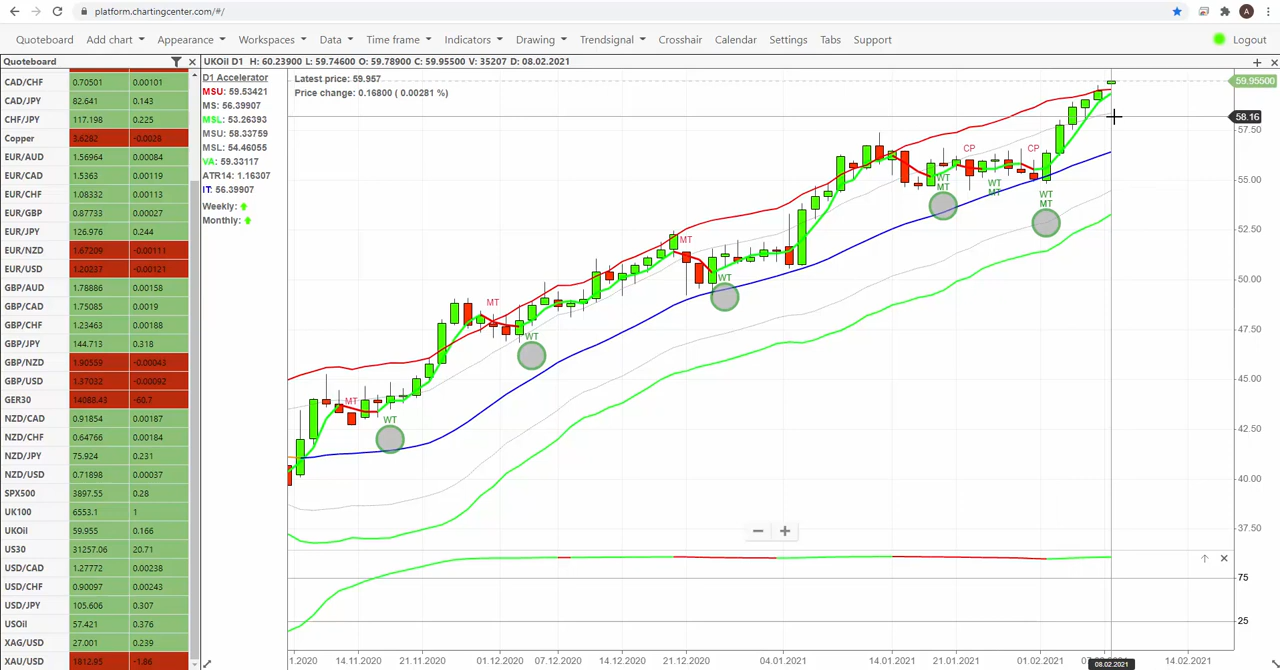 platform.chartingcenter.com/#/
A
Quoteboard Add chart Appearance Workspaces Data Time frame Indicators Drawing Trendsignal Crosshair Calendar Settings Tabs Support Logout
Quoteboard
UKOil D1 H: 60.23900 L: 59.74600 O: 59.78900 C: 59.95500 V: 35207 D: 08.02.2021
D1 Accelerator
MSU: 59.53421
MS: 56.39907
MSL: 53.26393
MSU: 58.33759
MSL: 54.46055
VA: 59.33117
ATR14: 1.16307
IT: 56.39907
Weekly:
Monthly:
Latest price: 59.957
Price change: 0.16800 ( 0.00281 %)
CAD/CHF 0.70501 0.00101
CAD/JPY 82.641 0.143
CHF/JPY 117.198 0.225
Copper 3.6282 -0.0028
EUR/AUD 1.56964 0.00084
EUR/CAD 1.5363 0.00119
EUR/CHF 1.08332 0.00113
EUR/GBP 0.87733 0.00027
EUR/JPY 126.976 0.244
EUR/NZD 1.67209 -0.00111
EUR/USD 1.20237 -0.00121
GBP/AUD 1.78886 0.00158
GBP/CAD 1.75085 0.0019
GBP/CHF 1.23463 0.00188
GBP/JPY 144.713 0.318
GBP/NZD 1.90559 -0.00043
GBP/USD 1.37032 -0.00092
GER30 14088.43 -60.7
NZD/CAD 0.91854 0.00187
NZD/CHF 0.64766 0.00184
NZD/JPY 75.924 0.231
NZD/USD 0.71898 0.00037
SPX500 3897.55 0.28
UK100 6553.1 1
UKOil 59.955 0.166
US30 31257.06 20.71
USD/CAD 1.27772 0.00238
USD/CHF 0.90097 0.00243
USD/JPY 105.606 0.307
USOil 57.421 0.376
XAG/USD 27.001 0.239
XAU/USD 1812.95 -1.86
MT
WT
MT
WT
MT
WT
WT
MT
CP
WT
MT
CP
WT
MT
59.95500
58.16
57.50
55.00
52.50
50.00
47.50
45.00
42.50
40.00
37.50
75
25
1.2020 14.11.2020 21.11.2020 01.12.2020 07.12.2020 14.12.2020 21.12.2020 04.01.2021 14.01.2021 21.01.2021 01.02.2021 08.02.2021 14.02.2021